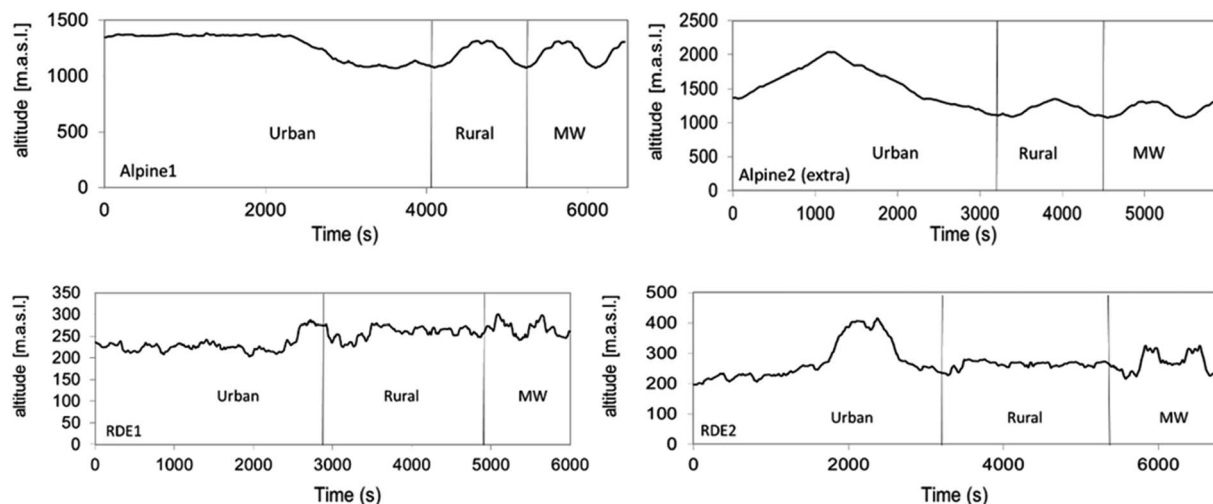 altitude [m.a.s.l.]
1500
1000
500
0
Urban
Rural
MW
Alpine1
0
2000
4000
6000
Time (s)
altitude [m.a.s.l.]
2500
2000
1500
1000
500
0
Urban
Rural
MW
Alpine2 (extra)
0
1000
2000
3000
4000
5000
Time (s)
altitude [m.a.s.l.]
350
300
250
200
150
100
50
0
Urban
Rural
MW
RDE1
0
1000
2000
3000
4000
5000
6000
Time (s)
altitude [m.a.s.l.]
500
400
300
200
100
0
Urban
Rural
MW
RDE2
0
2000
4000
6000
Time (s)